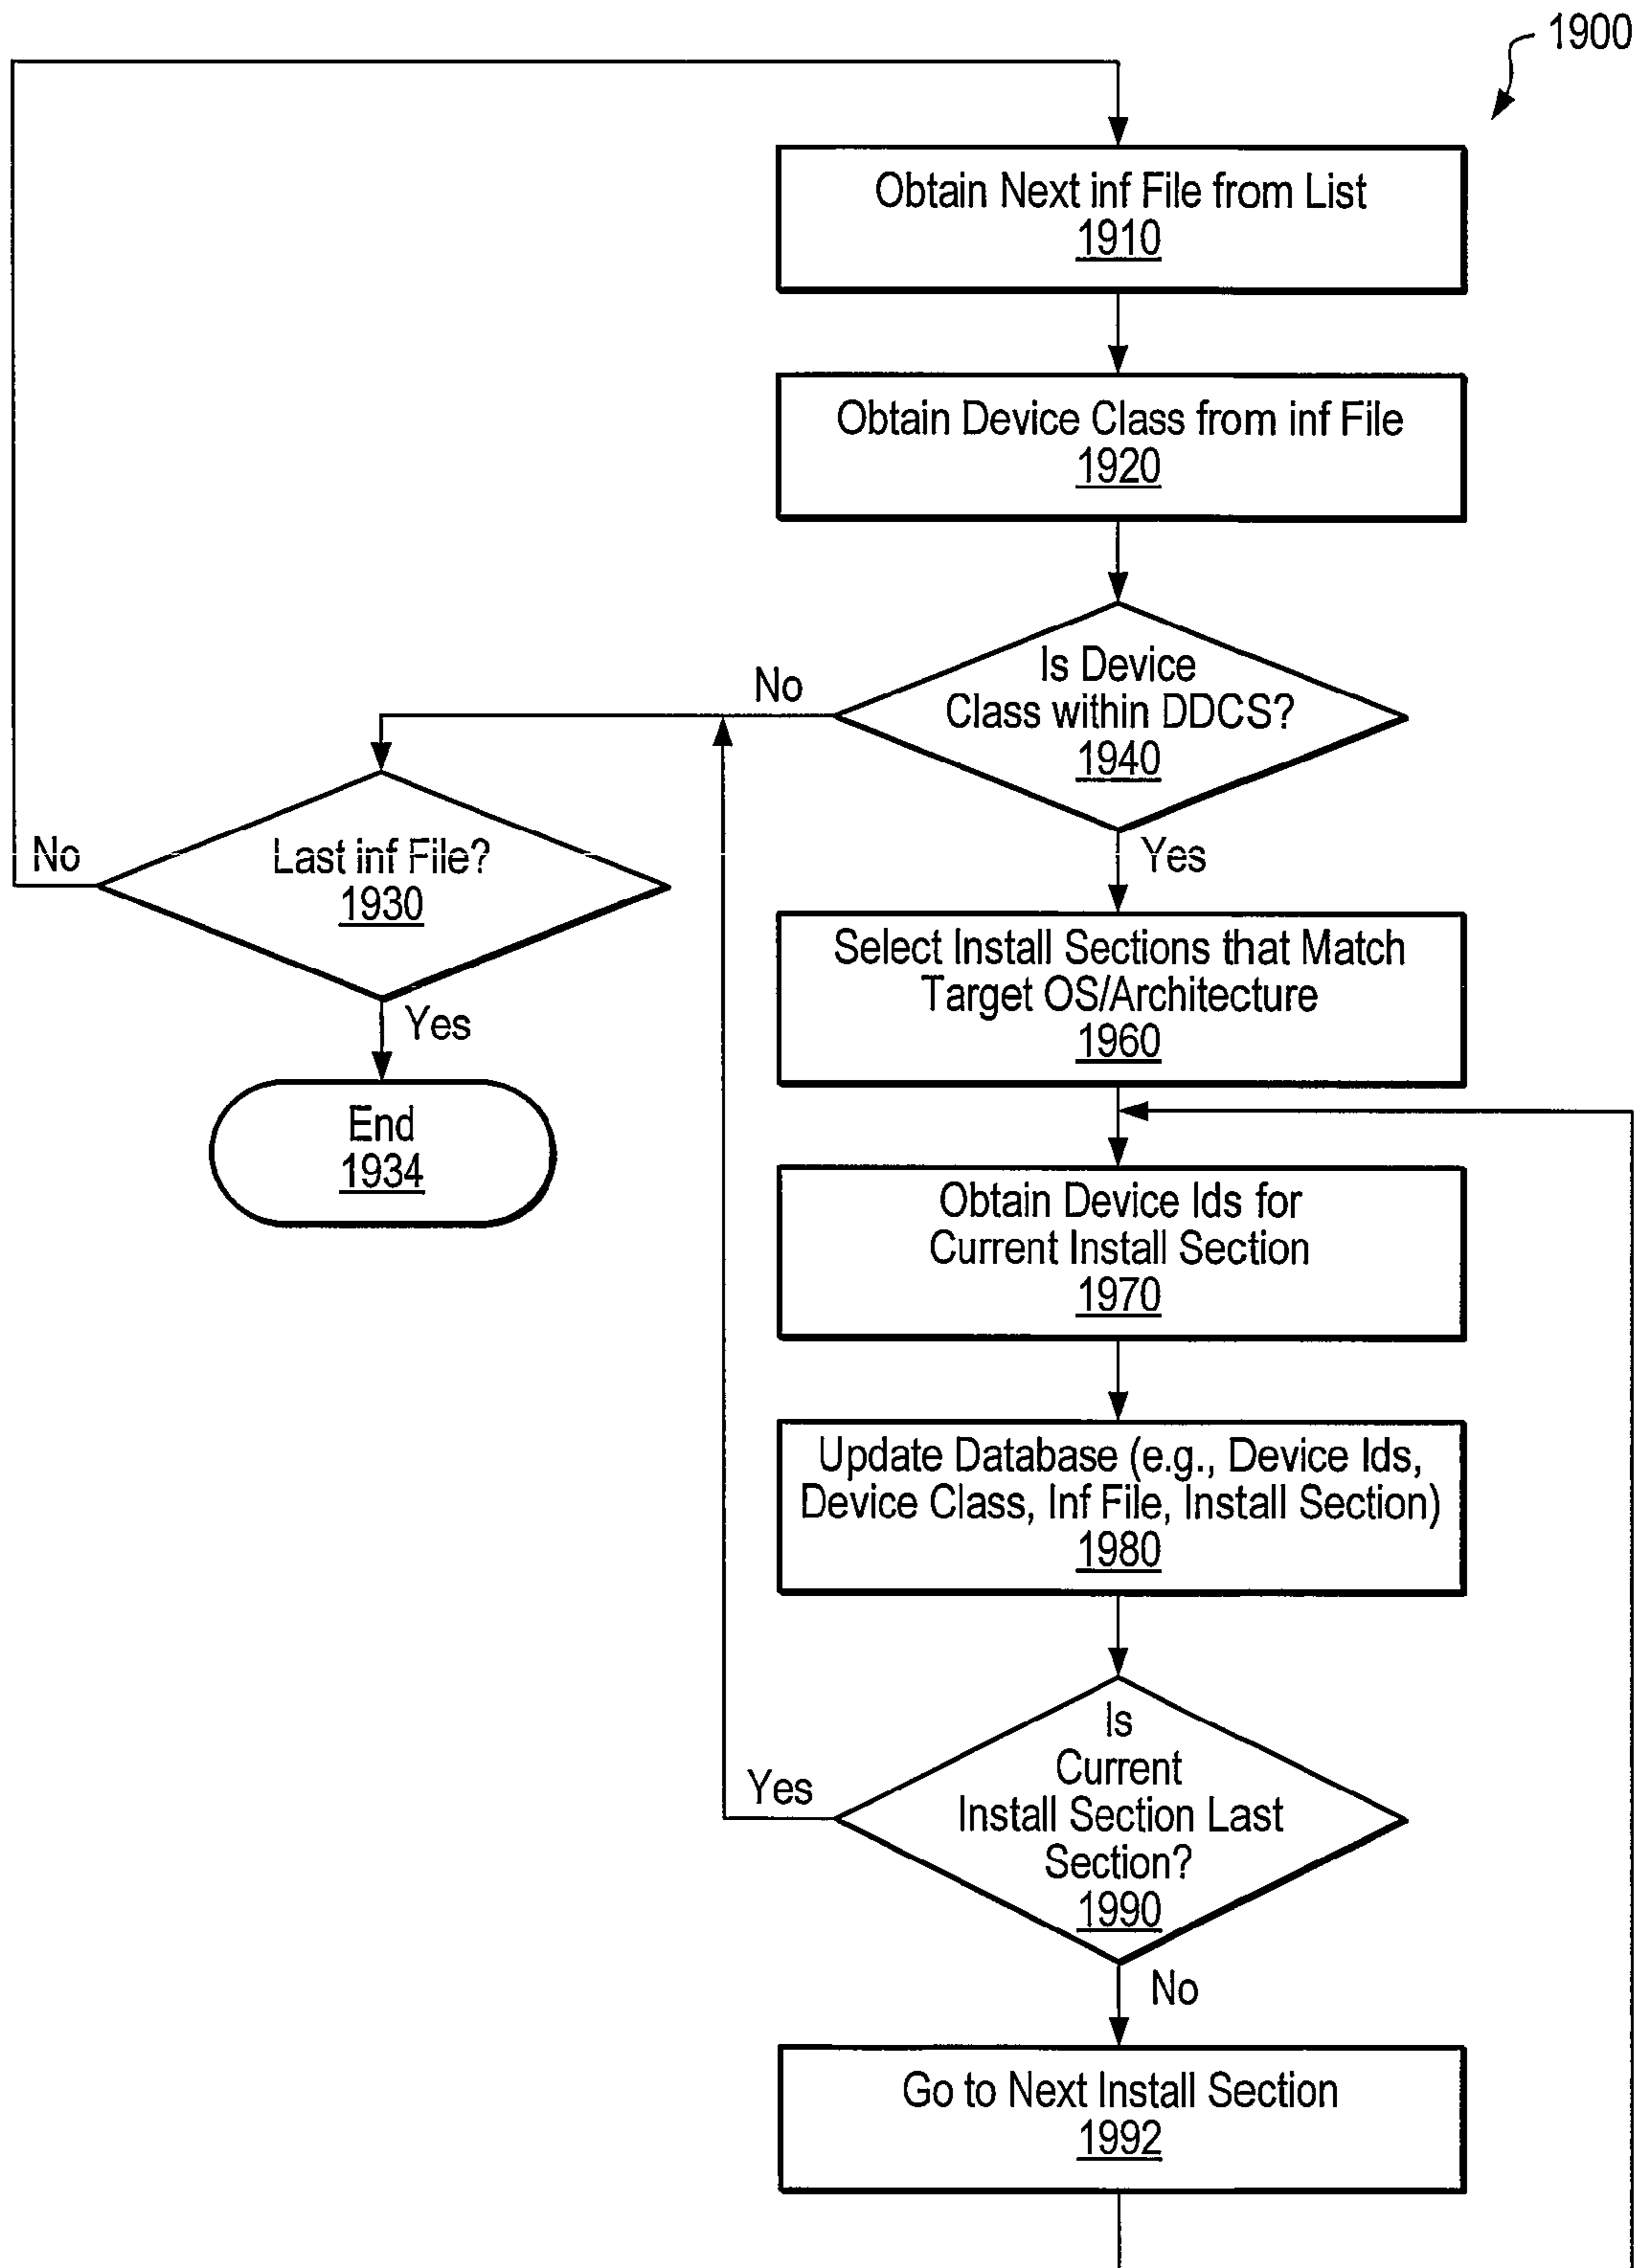 1900
Obtain Next inf File from List
1910
Obtain Device Class from inf File
1920
Is Device
Class within DDCS?
1940
No
Yes
Last inf File?
1930
No
Yes
End
1934
Select Install Sections that Match
Target OS/Architecture
1960
Obtain Device Ids for
Current Install Section
1970
Update Database (e.g., Device Ids,
Device Class, Inf File, Install Section)
1980
Is
Current
Install Section Last
Section?
1990
Yes
No
Go to Next Install Section
1992